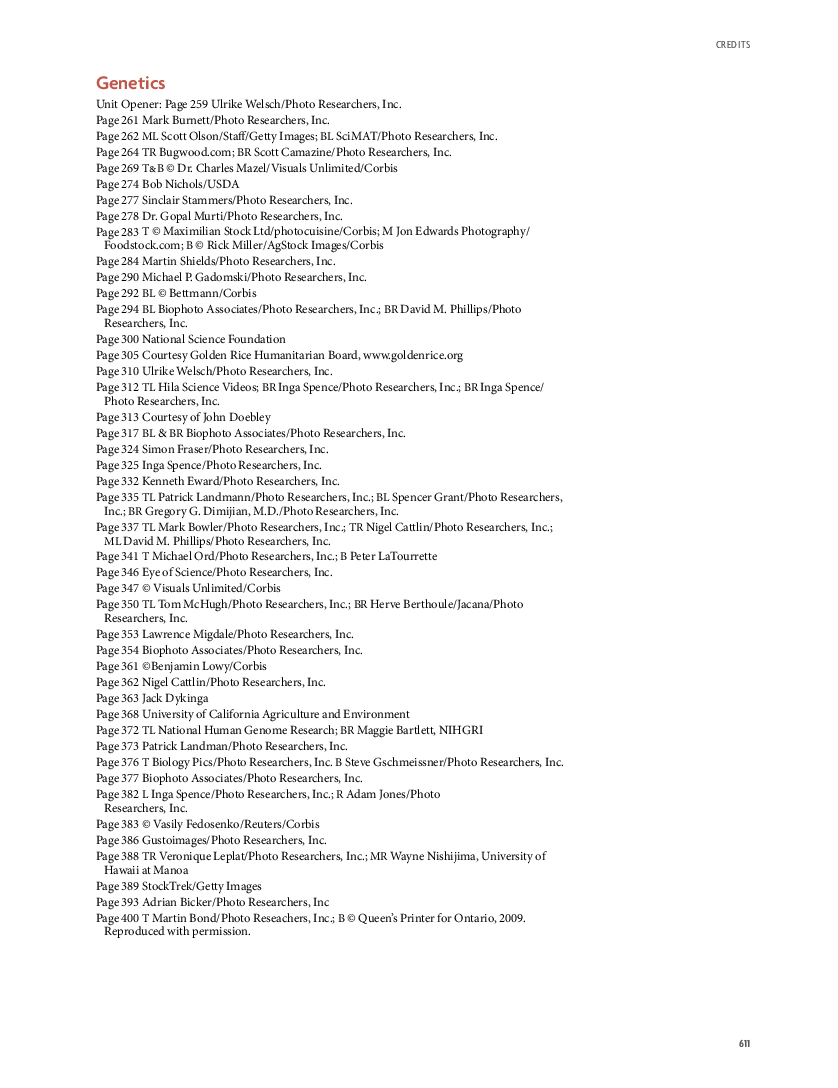 CREDITS
Genetics
Unit Opener: Page 259 Ulrike Welsch/Photo Researchers, Inc.
Page 261 Mark Burnett/Photo Researchers, Inc.
Page 262 ML Scott Olson/Staff/Getty Images; BL SciMAT/Photo Researchers, Inc.
Page 264 TR Bugwood.com; BR Scott Camazine/Photo Researchers, Inc.
Page 269 T&B © Dr. Charles Mazel/Visuals Unlimited/Corbis
Page 274 Bob Nichols/USDA
Page 277 Sinclair Stammers/Photo Researchers, Inc.
Page 278 Dr. Gopal Murti/Photo Researchers, Inc.
Page 283 T © Maximilian Stock Ltd/photocuisine/Corbis; M Jon Edwards Photography/
Foodstock.com; B © Rick Miller/AgStock Images/Corbis
Page 284 Martin Shields/Photo Researchers, Inc.
Page 290 Michael P. Gadomski/Photo Researchers, Inc.
Page 292 BL © Bettmann/Corbis
Page 294 BL Biophoto Associates/Photo Researchers, Inc.; BR David M. Phillips/Photo
Researchers, Inc.
Page 300 National Science Foundation
Page 305 Courtesy Golden Rice Humanitarian Board, www.goldenrice.org
Page 310 Ulrike Welsch/Photo Researchers, Inc.
Page 312 TL Hila Science Videos; BR Inga Spence/Photo Researchers, Inc.; BR Inga Spence/
Photo Researchers, Inc.
Page 313 Courtesy of John Doebley
Page 317 BL & BR Biophoto Associates/Photo Researchers, Inc.
Page 324 Simon Fraser/Photo Researchers, Inc.
Page 325 Inga Spence/Photo Researchers, Inc.
Page 332 Kenneth Eward/Photo Researchers, Inc.
Page 335 TL Patrick Landmann/Photo Researchers, Inc.; BL Spencer Grant/Photo Researchers,
Inc.; BR Gregory G. Dimijian, M.D./Photo Researchers, Inc.
Page 337 TL Mark Bowler/Photo Researchers, Inc.; TR Nigel Cattlin/Photo Researchers, Inc.;
ML David M. Phillips/Photo Researchers, Inc.
Page 341 T Michael Ord/Photo Researchers, Inc.; B Peter LaTourrette
Page 346 Eye of Science/Photo Researchers, Inc.
Page 347 © Visuals Unlimited/Corbis
Page 350 TL Tom McHugh/Photo Researchers, Inc.; BR Herve Berthoule/Jacana/Photo
Researchers, Inc.
Page 353 Lawrence Migdale/Photo Researchers, Inc.
Page 354 Biophoto Associates/Photo Researchers, Inc.
Page 361 ©Benjamin Lowy/Corbis
Page 362 Nigel Cattlin/Photo Researchers, Inc.
Page 363 Jack Dykinga
Page 368 University of California Agriculture and Environment
Page 372 TL National Human Genome Research; BR Maggie Bartlett, NIHGRI
Page 373 Patrick Landman/Photo Researchers, Inc.
Page 376 T Biology Pics/Photo Researchers, Inc. B Steve Gschmeissner/Photo Researchers, Inc.
Page 377 Biophoto Associates/Photo Researchers, Inc.
Page 382 L Inga Spence/Photo Researchers, Inc.; R Adam Jones/Photo
Researchers, Inc.
Page 383 © Vasily Fedosenko/Reuters/Corbis
Page 386 Gustoimages/Photo Researchers, Inc.
Page 388 TR Veronique Leplat/Photo Researchers, Inc.; MR Wayne Nishijima, University of
Hawaii at Manoa
Page 389 StockTrek/Getty Images
Page 393 Adrian Bicker/Photo Researchers, Inc
Page 400 T Martin Bond/Photo Reseachers, Inc.; B © Queen's Printer for Ontario, 2009.
Reproduced with permission.
611